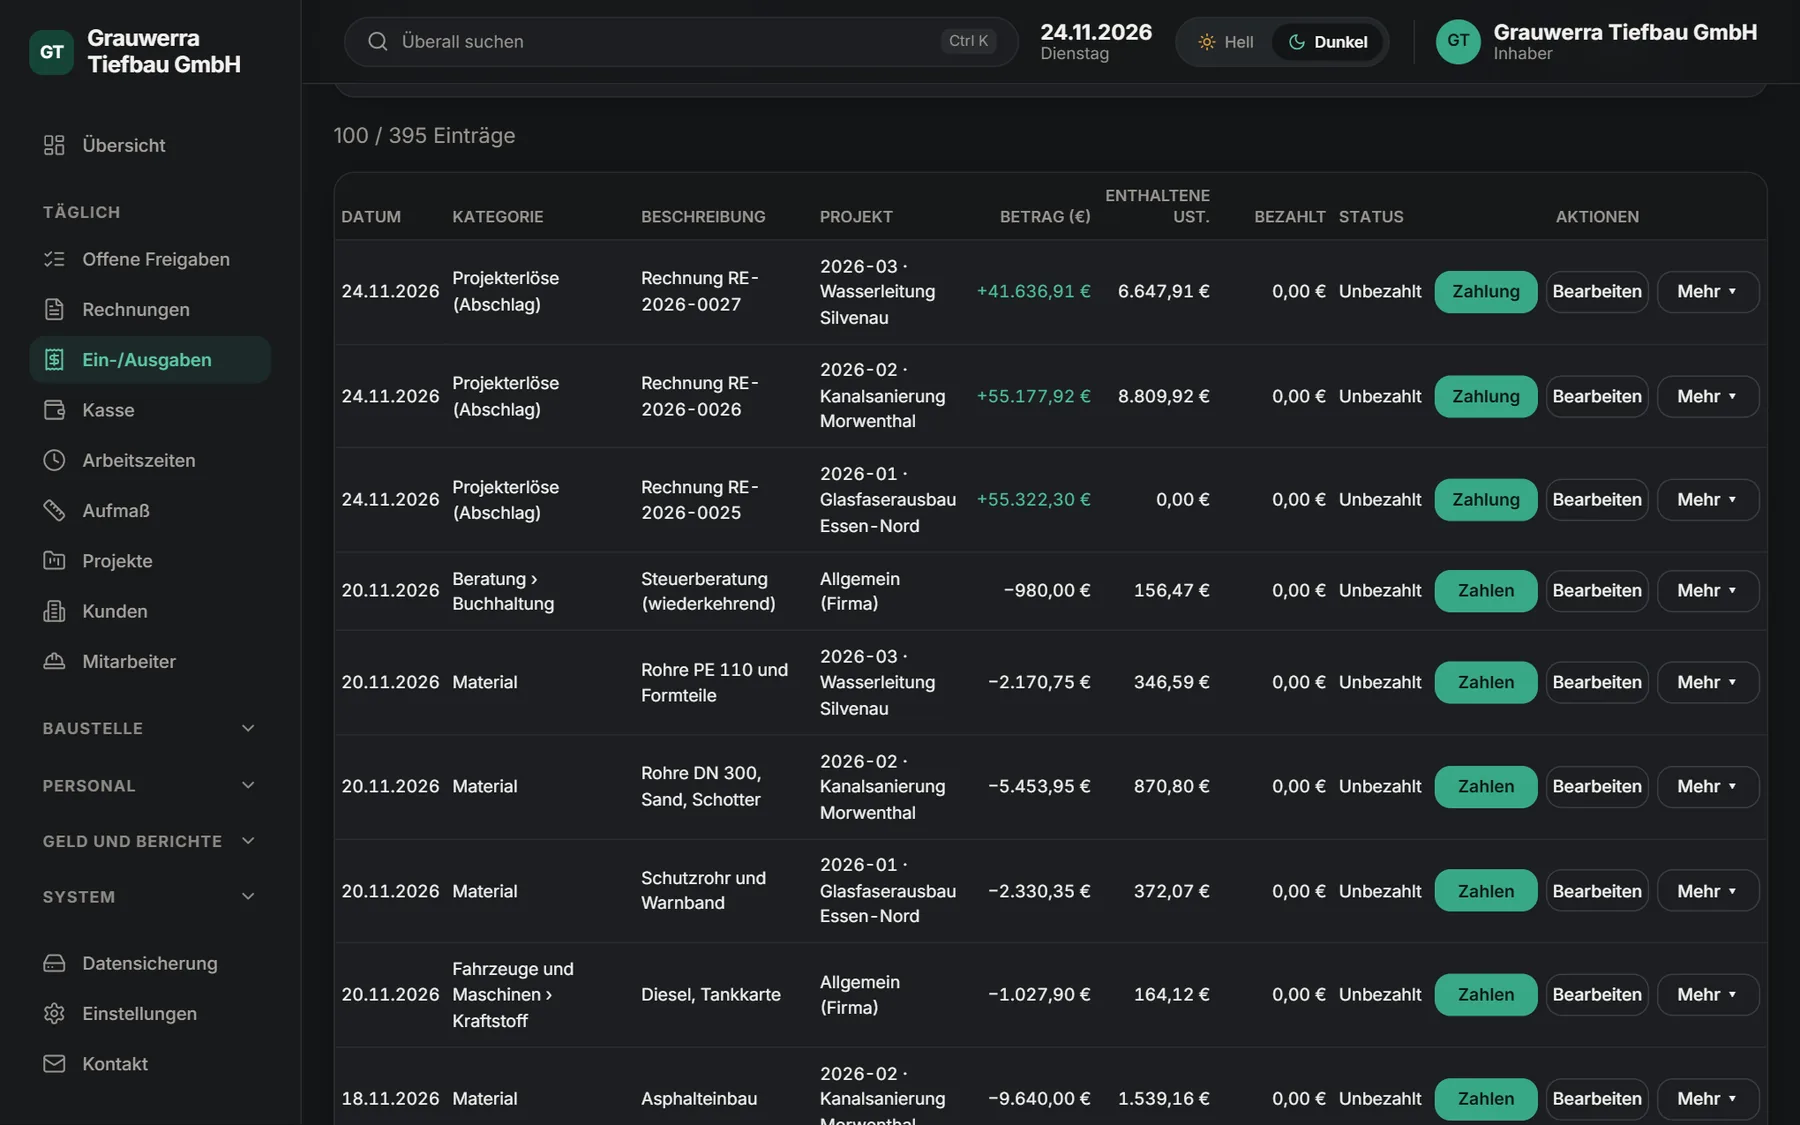 GT
Grauwerra
Tiefbau GmbH
Übersicht
TÄGLICH
Offene Freigaben
Rechnungen
Ein-/Ausgaben
Kasse
Arbeitszeiten
Aufmaß
Projekte
Kunden
Mitarbeiter
BAUSTELLE
PERSONAL
GELD UND BERICHTE
SYSTEM
Datensicherung
Einstellungen
Kontakt
Überall suchen
Ctrl K
24.11.2026
Dienstag
Hell
Dunkel
GT
Grauwerra Tiefbau GmbH
Inhaber
100 / 395 Einträge
DATUM KATEGORIE BESCHREIBUNG PROJEKT BETRAG (€) ENTHALTENE UST. BEZAHLT STATUS AKTIONEN
24.11.2026 Projekterlöse (Abschlag) Rechnung RE-2026-0027 2026-03 · Wasserleitung Silvenau +41.636,91 € 6.647,91 € 0,00 € Unbezahlt Zahlung Bearbeiten Mehr ▼
24.11.2026 Projekterlöse (Abschlag) Rechnung RE-2026-0026 2026-02 · Kanalsanierung Morwenthal +55.177,92 € 8.809,92 € 0,00 € Unbezahlt Zahlung Bearbeiten Mehr ▼
24.11.2026 Projekterlöse (Abschlag) Rechnung RE-2026-0025 2026-01 · Glasfaserausbau Essen-Nord +55.322,30 € 0,00 € 0,00 € Unbezahlt Zahlung Bearbeiten Mehr ▼
20.11.2026 Beratung › Buchhaltung Steuerberatung (wiederkehrend) Allgemein (Firma) −980,00 € 156,47 € 0,00 € Unbezahlt Zahlen Bearbeiten Mehr ▼
20.11.2026 Material Rohre PE 110 und Formteile 2026-03 · Wasserleitung Silvenau −2.170,75 € 346,59 € 0,00 € Unbezahlt Zahlen Bearbeiten Mehr ▼
20.11.2026 Material Rohre DN 300, Sand, Schotter 2026-02 · Kanalsanierung Morwenthal −5.453,95 € 870,80 € 0,00 € Unbezahlt Zahlen Bearbeiten Mehr ▼
20.11.2026 Material Schutzrohr und Warnband 2026-01 · Glasfaserausbau Essen-Nord −2.330,35 € 372,07 € 0,00 € Unbezahlt Zahlen Bearbeiten Mehr ▼
20.11.2026 Fahrzeuge und Maschinen › Kraftstoff Diesel, Tankkarte Allgemein (Firma) −1.027,90 € 164,12 € 0,00 € Unbezahlt Zahlen Bearbeiten Mehr ▼
18.11.2026 Material Asphalteinbau 2026-02 · Kanalsanierung Morwenthal −9.640,00 € 1.539,16 € 0,00 € Unbezahlt Zahlen Bearbeiten Mehr ▼